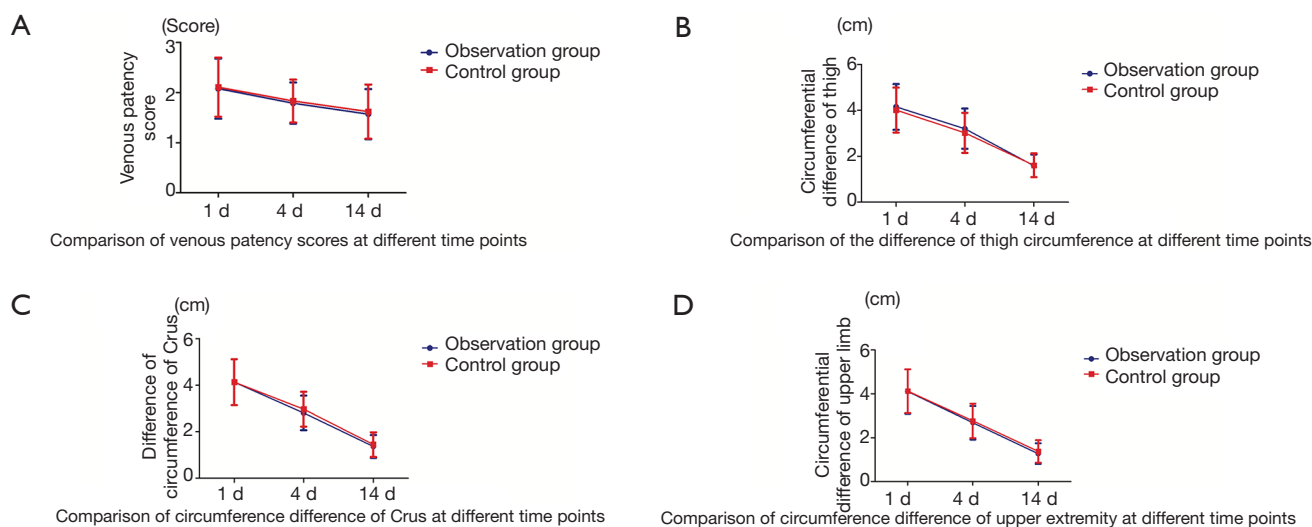 A
(Score)
Venous patency
score
3
2
1
0
1 d
4 d
14 d
Observation group
Control group
Comparison of venous patency scores at different time points
B
(cm)
Circumferential
difference of thigh
6
4
2
0
1 d
4 d
14 d
Observation group
Control group
Comparison of the difference of thigh circumference at different time points
C
(cm)
Difference of
circumference of Crus
6
4
2
0
1 d
4 d
14 d
Observation group
Control group
Comparison of circumference difference of Crus at different time points
D
(cm)
Circumferential
difference of upper limb
6
4
2
0
1 d
4 d
14 d
Observation group
Control group
Comparison of circumference difference of upper extremity at different time points